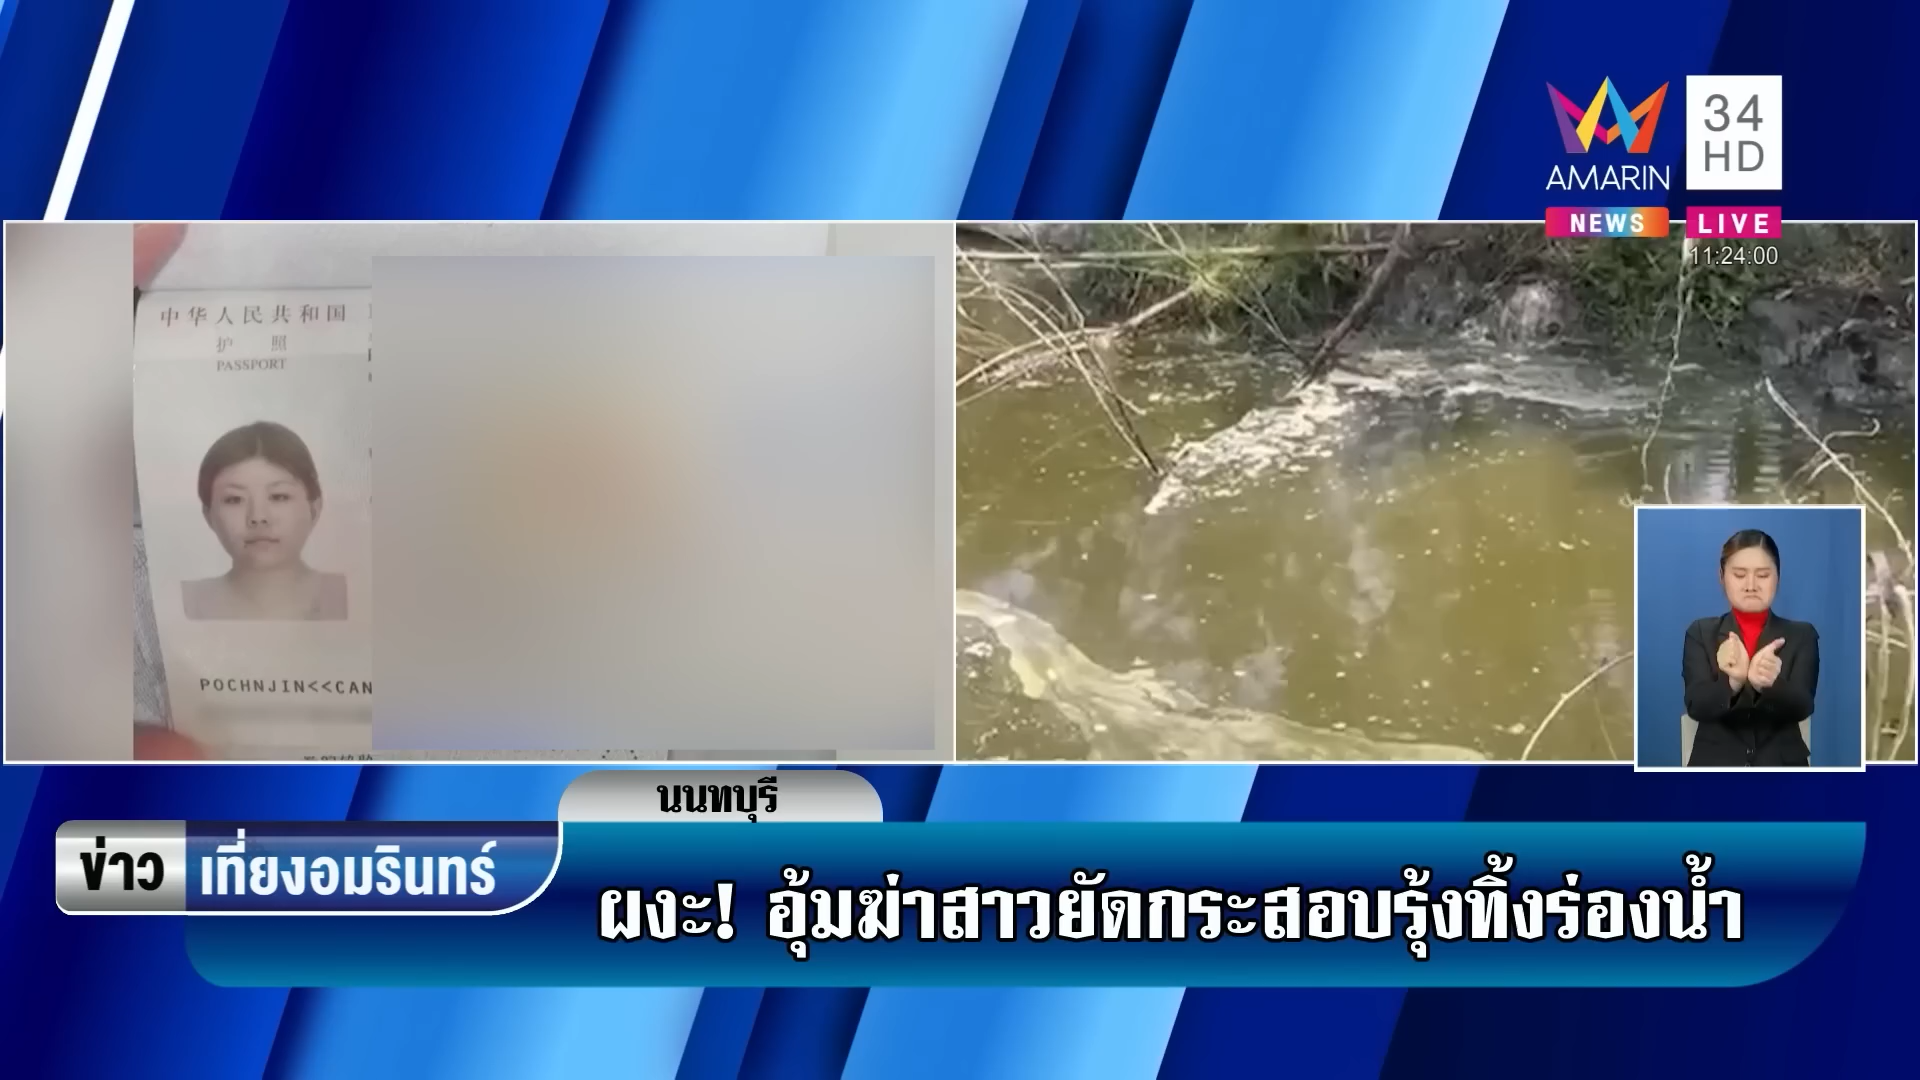 AMARIN
34
HD
NEWS
LIVE
11:24:00
中华人民共和国
护 照
PASSPORT
POCHNJIN<<CAN
นนทบุรี
ข่าว
เที่ยงอมรินทร์
ผงะ! อุ้มฆ่าสาวยัดกระสอบรุ้งทิ้งร่องน้ำ